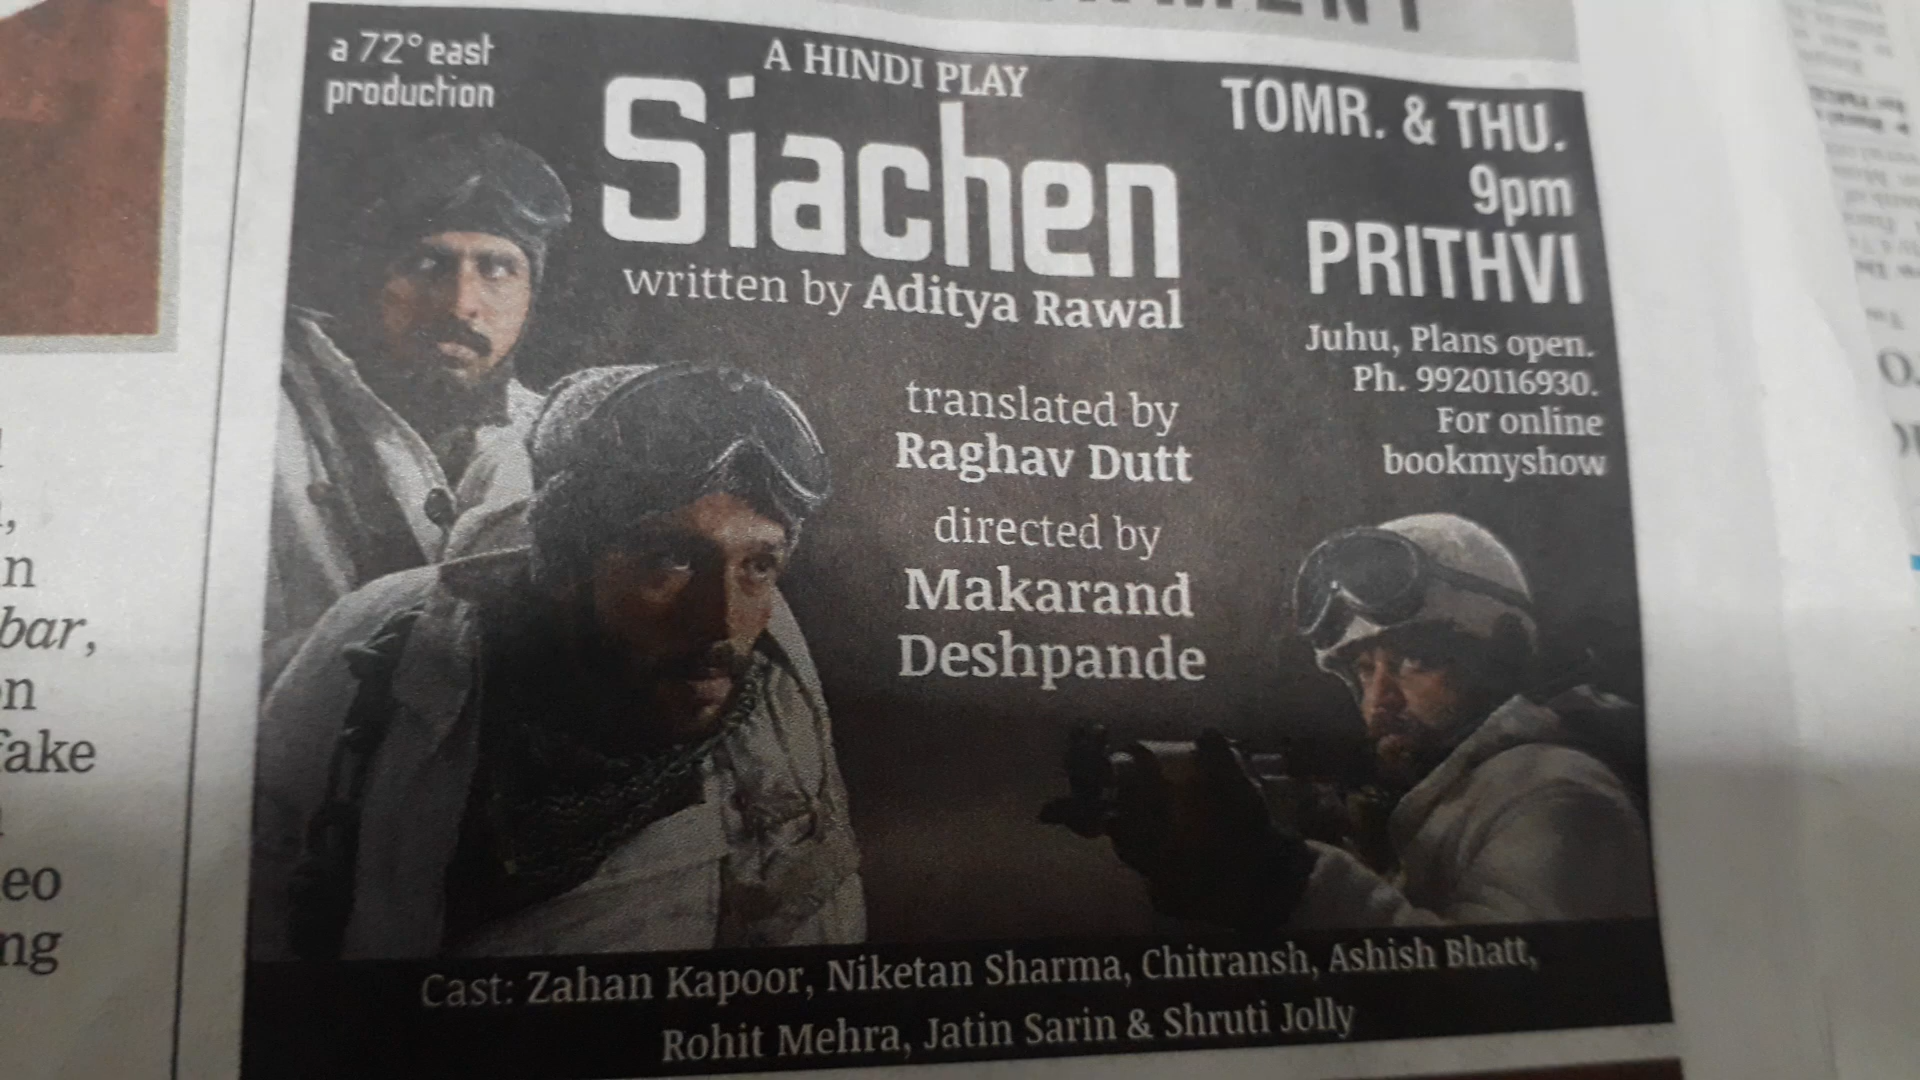 a 72° east
production
A HINDI PLAY
Siachen
written by Aditya Rawal
translated by
Raghav Dutt
directed by
Makarand
Deshpande
TOMR. & THU.
9pm
PRITHVI
Juhu, Plans open.
Ph. 9920116930.
For online
bookmyshow
Cast: Zahan Kapoor, Niketan Sharma, Chitransh, Ashish Bhatt,
Rohit Mehra, Jatin Sarin & Shruti Jolly
n
bar,
on
fake
eo
ng